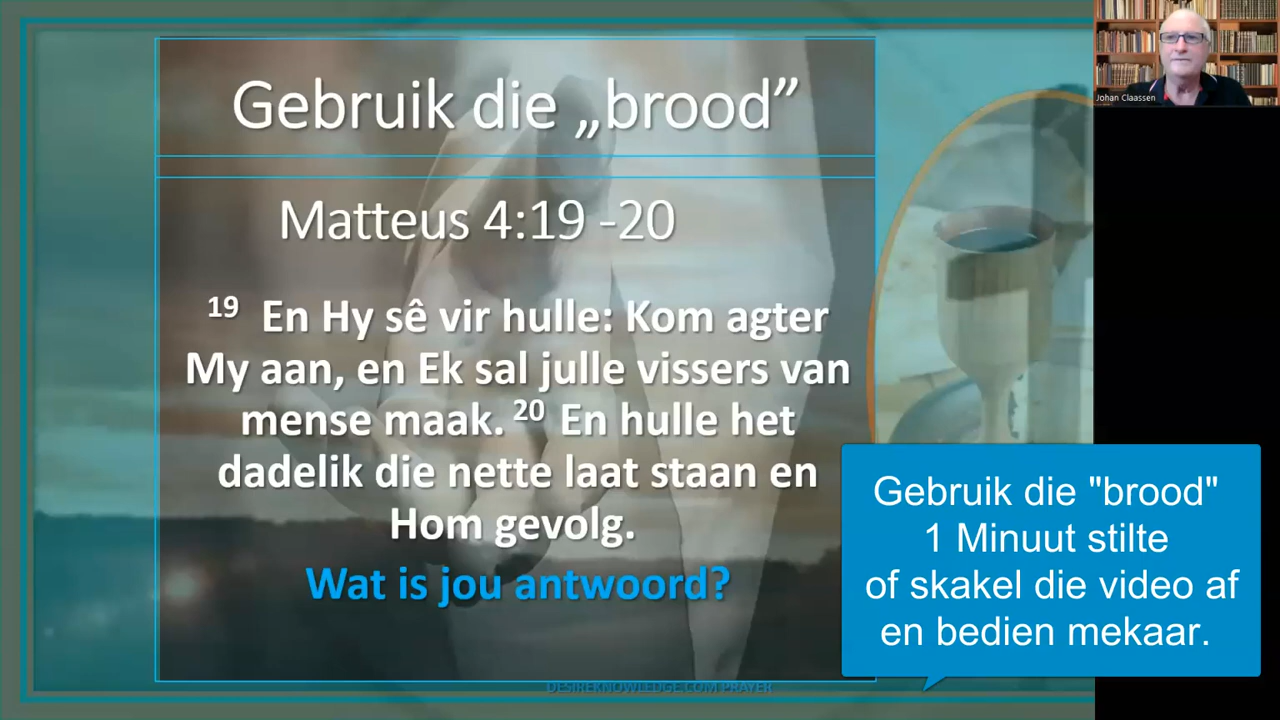 Gebruik die „brood”
Matteus 4:19 -20
19 En Hy sê vir hulle: Kom agter
My aan, en Ek sal julle vissers van
mense maak. 20 En hulle het
dadelik die nette laat staan en
Hom gevolg.
Wat is jou antwoord?
DESIREKNOWLEDGE.COM PRAYER
Johan Claassen
Gebruik die "brood"
1 Minuut stilte
of skakel die video af
en bedien mekaar.